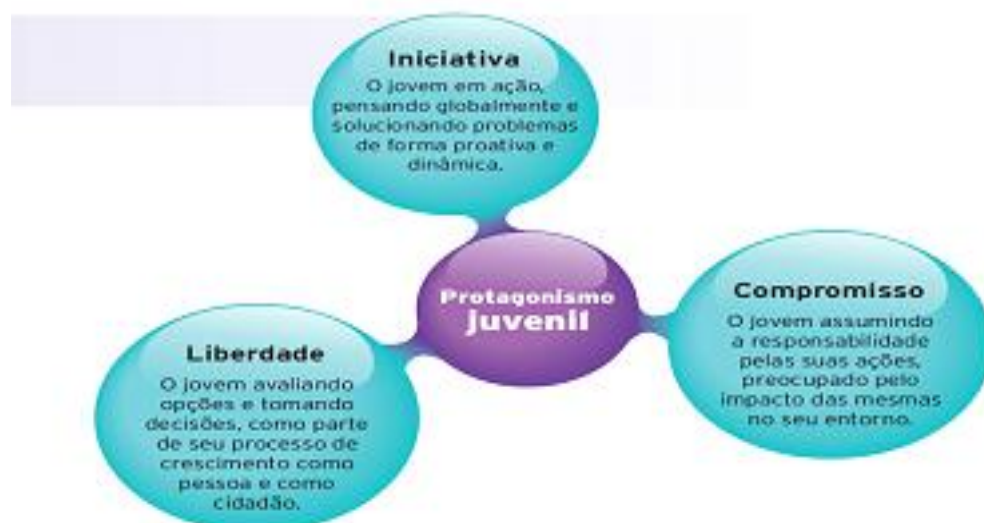 Iniciativa
O jovem em ação,
pensando globalmente e
solucionando problemas
de forma proativa e
dinâmica.
Protagonismo
juvenil
Compromisso
O jovem assumindo
a responsabilidade
pelas suas ações,
preocupado pelo
impacto das mesmas
no seu entorno.
Liberdade
O jovem avaliando
opções e tomando
decisões, como parte
de seu processo de
crescimento como
pessoa e como
cidadão.